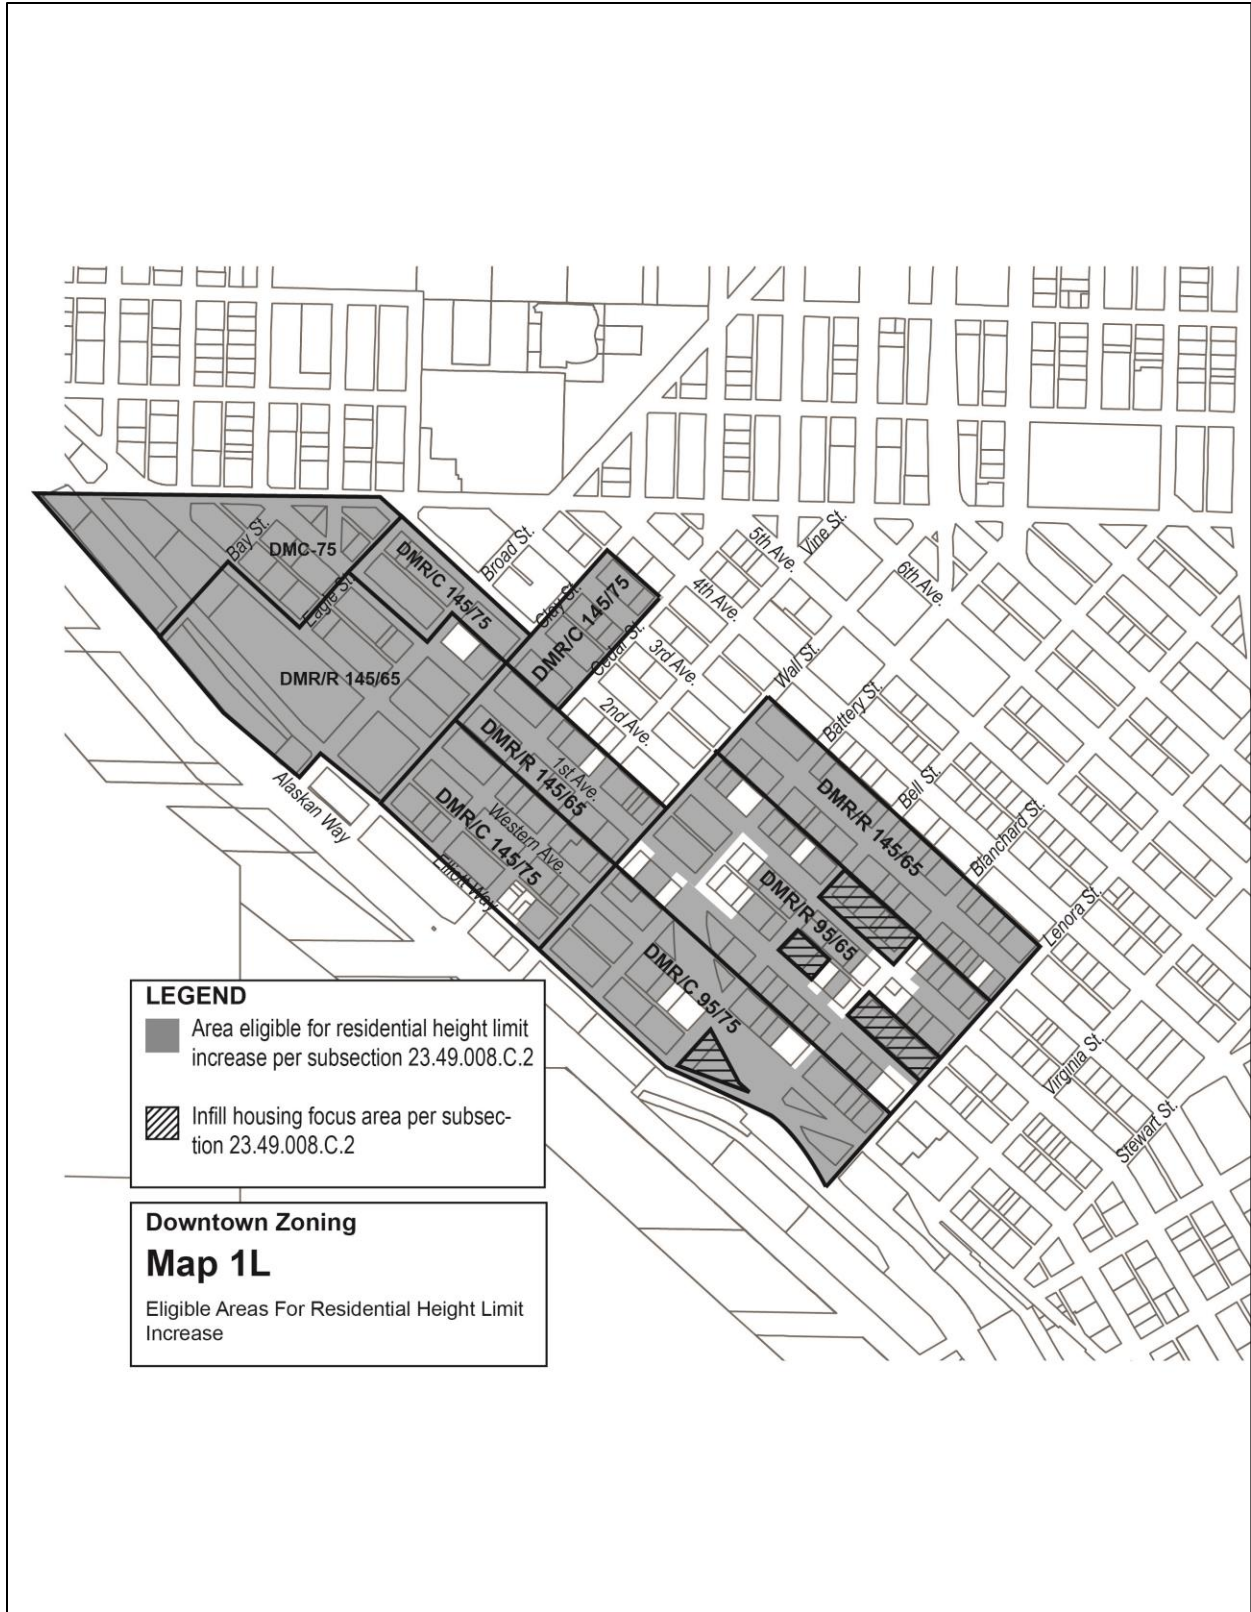 Bay St.
DMC-75
Eagle St.
DMR/C 145/75
Broad St.
Clay St.
DMR/C 145/75
Cedar St.
5th Ave.
Vine St.
4th Ave.
6th Ave.
3rd Ave.
Wall St.
2nd Ave.
Battery St.
DMR/R 145/65
DMR/R 145/65
1st Ave.
DMR/C 145/75
Western Ave.
Alaskan Way
Elliott Way
DMR/R 145/65
Bell St.
Blanchard St.
DMR/R 95/65
Lenora St.
DMR/C 95/75
Virginia St.
Stewart St.
LEGEND
Area eligible for residential height limit
increase per subsection 23.49.008.C.2
Infill housing focus area per subsec-
tion 23.49.008.C.2
Downtown Zoning
Map 1L
Eligible Areas For Residential Height Limit
Increase